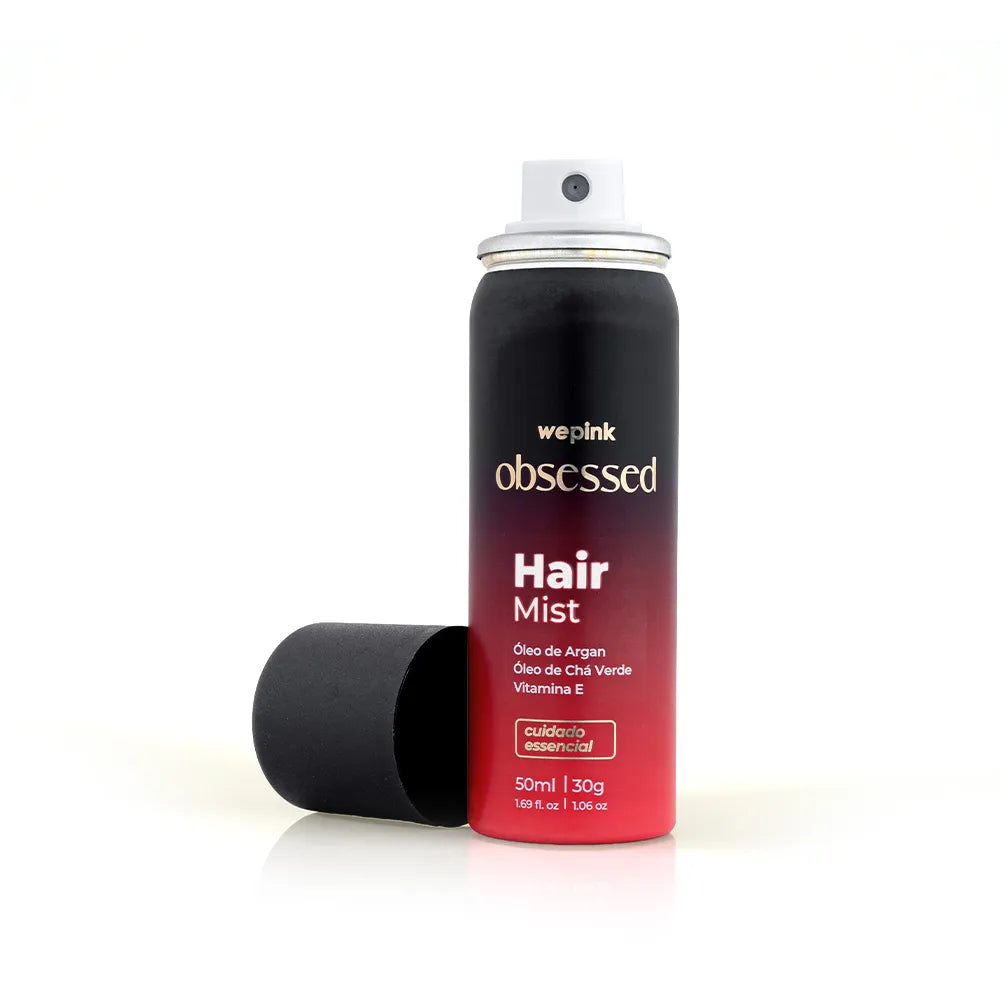 wepink
obsessed
Hair
Mist
Óleo de Argan
Óleo de Chá Verde
Vitamina E
cuidado
essencial
50ml | 30g
1.69 fl. oz | 1.06 oz